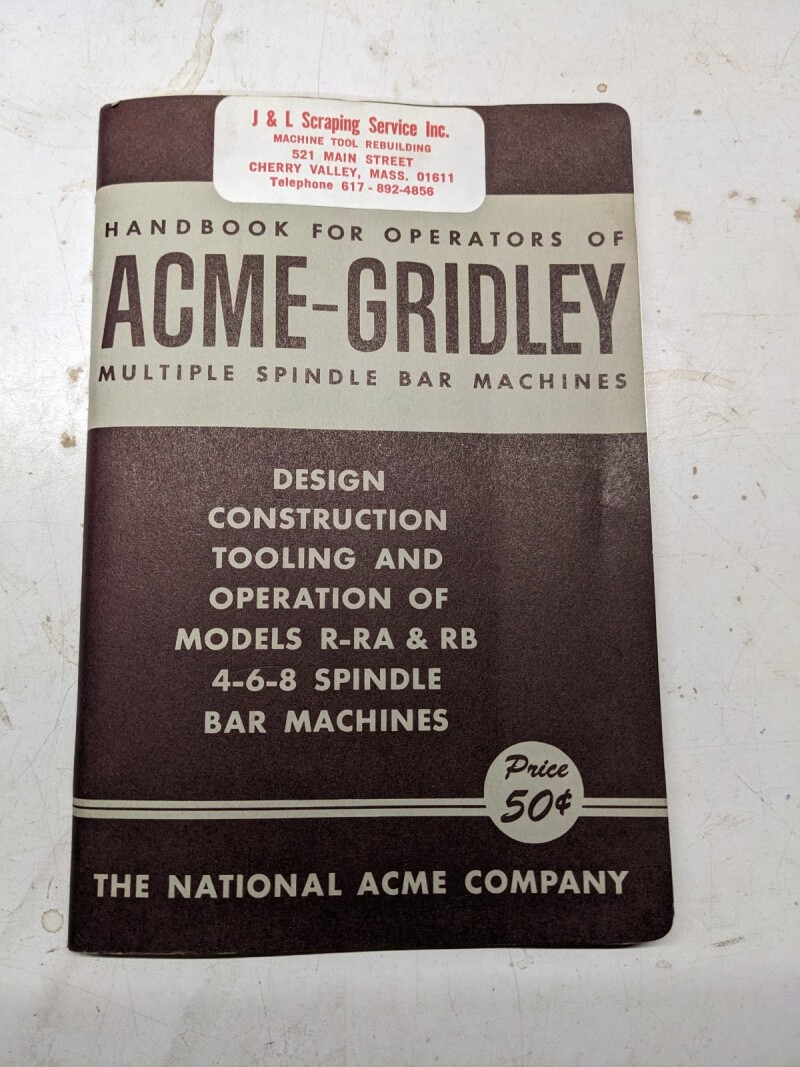 J & L Scraping Service Inc.
MACHINE TOOL REBUILDING
521 MAIN STREET
CHERRY VALLEY, MASS. 01611
Telephone 617 - 892-4856
HANDBOOK FOR OPERATORS OF
ACME-GRIDLEY
MULTIPLE SPINDLE BAR MACHINES
DESIGN
CONSTRUCTION
TOOLING AND
OPERATION OF
MODELS R-RA & RB
4-6-8 SPINDLE
BAR MACHINES
Price
50¢
THE NATIONAL ACME COMPANY